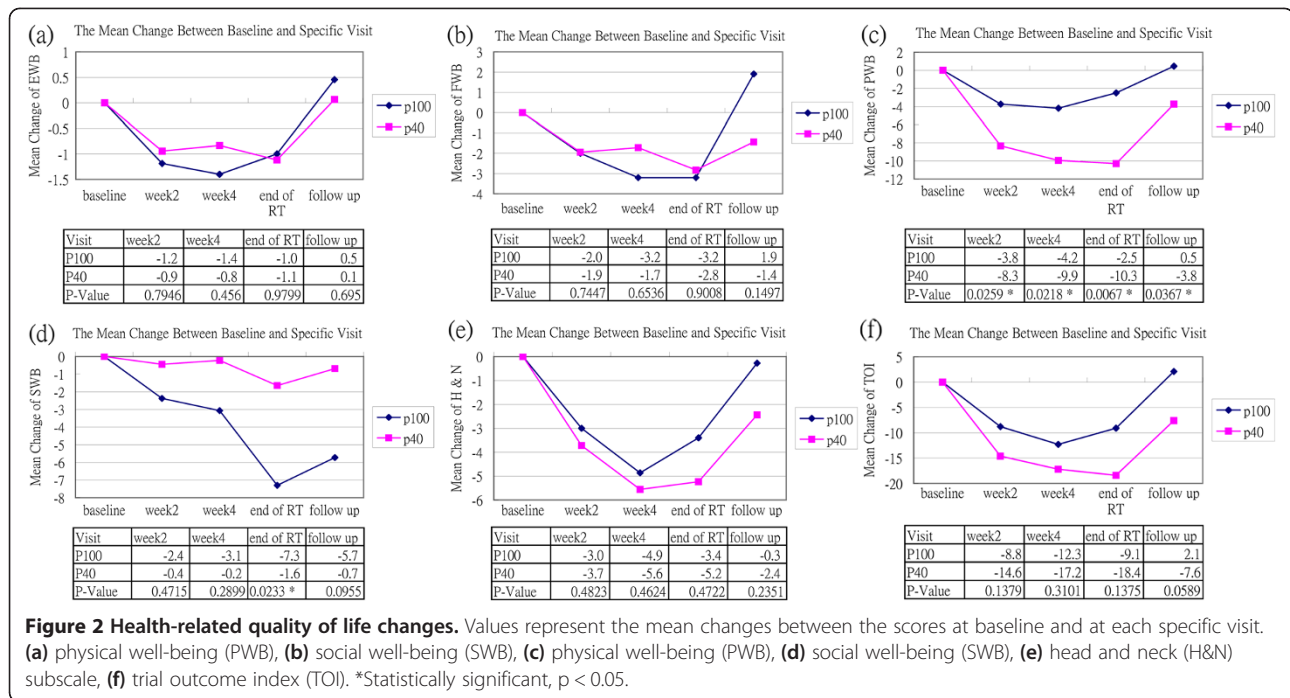 (a)
The Mean Change Between Baseline and Specific Visit
Mean Change of EWB
1
0.5
0
-0.5
-1
-1.5
baseline week2 week4 end of RT follow up
p100
p40
Visit week2 week4 end of RT follow up
P100 -1.2 -1.4 -1.0 0.5
P40 -0.9 -0.8 -1.1 0.1
P-Value 0.7946 0.456 0.9799 0.695
(b)
The Mean Change Between Baseline and Specific Visit
Mean Change of FWB
3
2
1
0
-1
-2
-3
-4
baseline week2 week4 end of RT follow up
p100
p40
Visit week2 week4 end of RT follow up
P100 -2.0 -3.2 -3.2 1.9
P40 -1.9 -1.7 -2.8 -1.4
P-Value 0.7447 0.6536 0.9008 0.1497
(c)
The Mean Change Between Baseline and Specific Visit
Mean Change of PWB
2
0
-2
-4
-6
-8
-10
-12
baseline week2 week4 end of RT follow up
p100
p40
Visit week2 week4 end of RT follow up
P100 -3.8 -4.2 -2.5 0.5
P40 -8.3 -9.9 -10.3 -3.8
P-Value 0.0259 * 0.0218 * 0.0067 * 0.0367 *
(d)
The Mean Change Between Baseline and Specific Visit
Mean Change of SWB
0
-1
-2
-3
-4
-5
-6
-7
-8
baseline week2 week4 end of RT follow up
p100
p40
Visit week2 week4 end of RT follow up
P100 -2.4 -3.1 -7.3 -5.7
P40 -0.4 -0.2 -1.6 -0.7
P-Value 0.4715 0.2899 0.0233 * 0.0955
(e)
The Mean Change Between Baseline and Specific Visit
Mean Change of H & N
0
-1
-2
-3
-4
-5
-6
baseline week2 week4 end of RT follow up
p100
p40
Visit week2 week4 end of RT follow up
P100 -3.0 -4.9 -3.4 -0.3
P40 -3.7 -5.6 -5.2 -2.4
P-Value 0.4823 0.4624 0.4722 0.2351
(f)
The Mean Change Between Baseline and Specific Visit
Mean Change of TOI
5
0
-5
-10
-15
-20
baseline week2 week4 end of RT follow up
p100
p40
Visit week2 week4 end of RT follow up
P100 -8.8 -12.3 -9.1 2.1
P40 -14.6 -17.2 -18.4 -7.6
P-Value 0.1379 0.3101 0.1375 0.0589
Figure 2 Health-related quality of life changes. Values represent the mean changes between the scores at baseline and at each specific visit.
(a) physical well-being (PWB), (b) social well-being (SWB), (c) physical well-being (PWB), (d) social well-being (SWB), (e) head and neck (H&N)
subscale, (f) trial outcome index (TOI). *Statistically significant, p < 0.05.